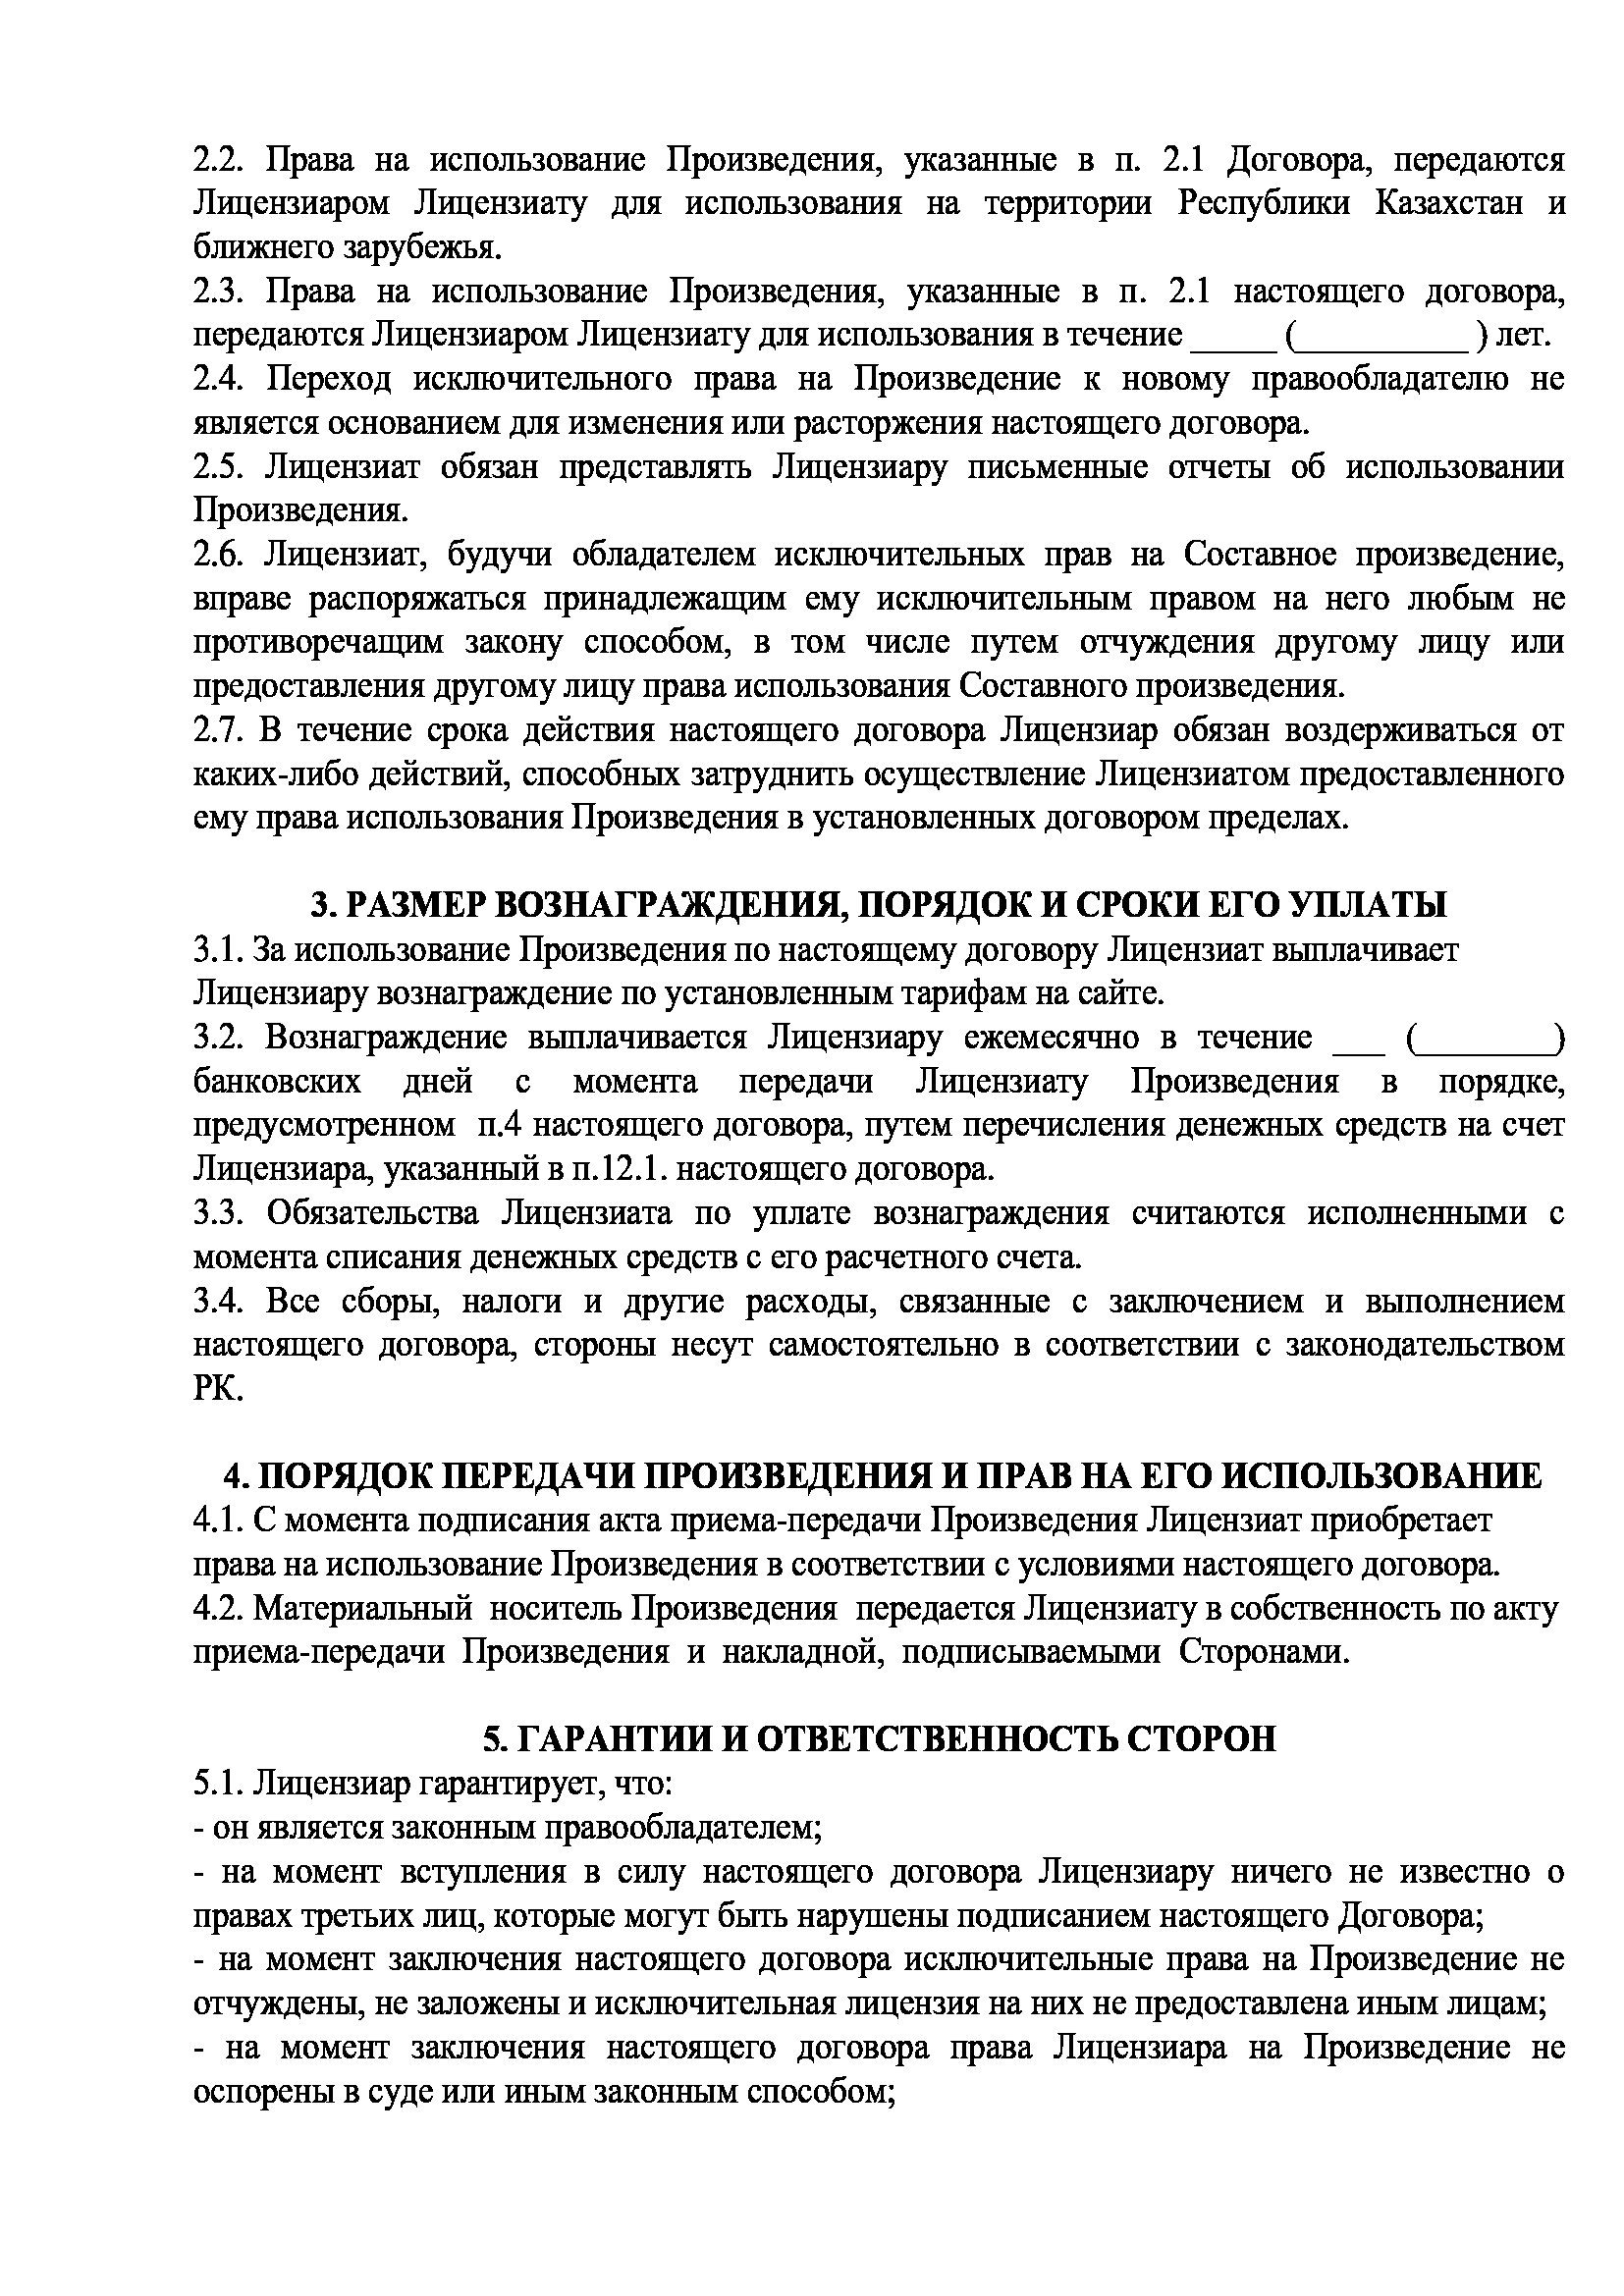 2.2. Права на использование Произведения, указанные в п. 2.1 Договора, передаются
Лицензиаром Лицензиату для использования на территории Республики Казахстан и
ближнего зарубежья.
2.3. Права на использование Произведения, указанные в п. 2.1 настоящего договора,
передаются Лицензиаром Лицензиату для использования в течение _____ (__________ ) лет.
2.4. Переход исключительного права на Произведение к новому правообладателю не
является основанием для изменения или расторжения настоящего договора.
2.5. Лицензиат обязан представлять Лицензиару письменные отчеты об использовании
Произведения.
2.6. Лицензиат, будучи обладателем исключительных прав на Составное произведение,
вправе распоряжаться принадлежащим ему исключительным правом на него любым не
противоречащим закону способом, в том числе путем отчуждения другому лицу или
предоставления другому лицу права использования Составного произведения.
2.7. В течение срока действия настоящего договора Лицензиар обязан воздерживаться от
каких-либо действий, способных затруднить осуществление Лицензиатом предоставленного
ему права использования Произведения в установленных договором пределах.
3. РАЗМЕР ВОЗНАГРАЖДЕНИЯ, ПОРЯДОК И СРОКИ ЕГО УПЛАТЫ
3.1. За использование Произведения по настоящему договору Лицензиат выплачивает
Лицензиару вознаграждение по установленным тарифам на сайте.
3.2. Вознаграждение выплачивается Лицензиару ежемесячно в течение ___ (________)
банковских дней с момента передачи Лицензиату Произведения в порядке,
предусмотренном п.4 настоящего договора, путем перечисления денежных средств на счет
Лицензиара, указанный в п.12.1. настоящего договора.
3.3. Обязательства Лицензиата по уплате вознаграждения считаются исполненными с
момента списания денежных средств с его расчетного счета.
3.4. Все сборы, налоги и другие расходы, связанные с заключением и выполнением
настоящего договора, стороны несут самостоятельно в соответствии с законодательством
РК.
4. ПОРЯДОК ПЕРЕДАЧИ ПРОИЗВЕДЕНИЯ И ПРАВ НА ЕГО ИСПОЛЬЗОВАНИЕ
4.1. С момента подписания акта приема-передачи Произведения Лицензиат приобретает
права на использование Произведения в соответствии с условиями настоящего договора.
4.2. Материальный носитель Произведения передается Лицензиату в собственность по акту
приема-передачи Произведения и накладной, подписываемыми Сторонами.
5. ГАРАНТИИ И ОТВЕТСТВЕННОСТЬ СТОРОН
5.1. Лицензиар гарантирует, что:
- он является законным правообладателем;
- на момент вступления в силу настоящего договора Лицензиару ничего не известно о
правах третьих лиц, которые могут быть нарушены подписанием настоящего Договора;
- на момент заключения настоящего договора исключительные права на Произведение не
отчуждены, не заложены и исключительная лицензия на них не предоставлена иным лицам;
- на момент заключения настоящего договора права Лицензиара на Произведение не
оспорены в суде или иным законным способом;